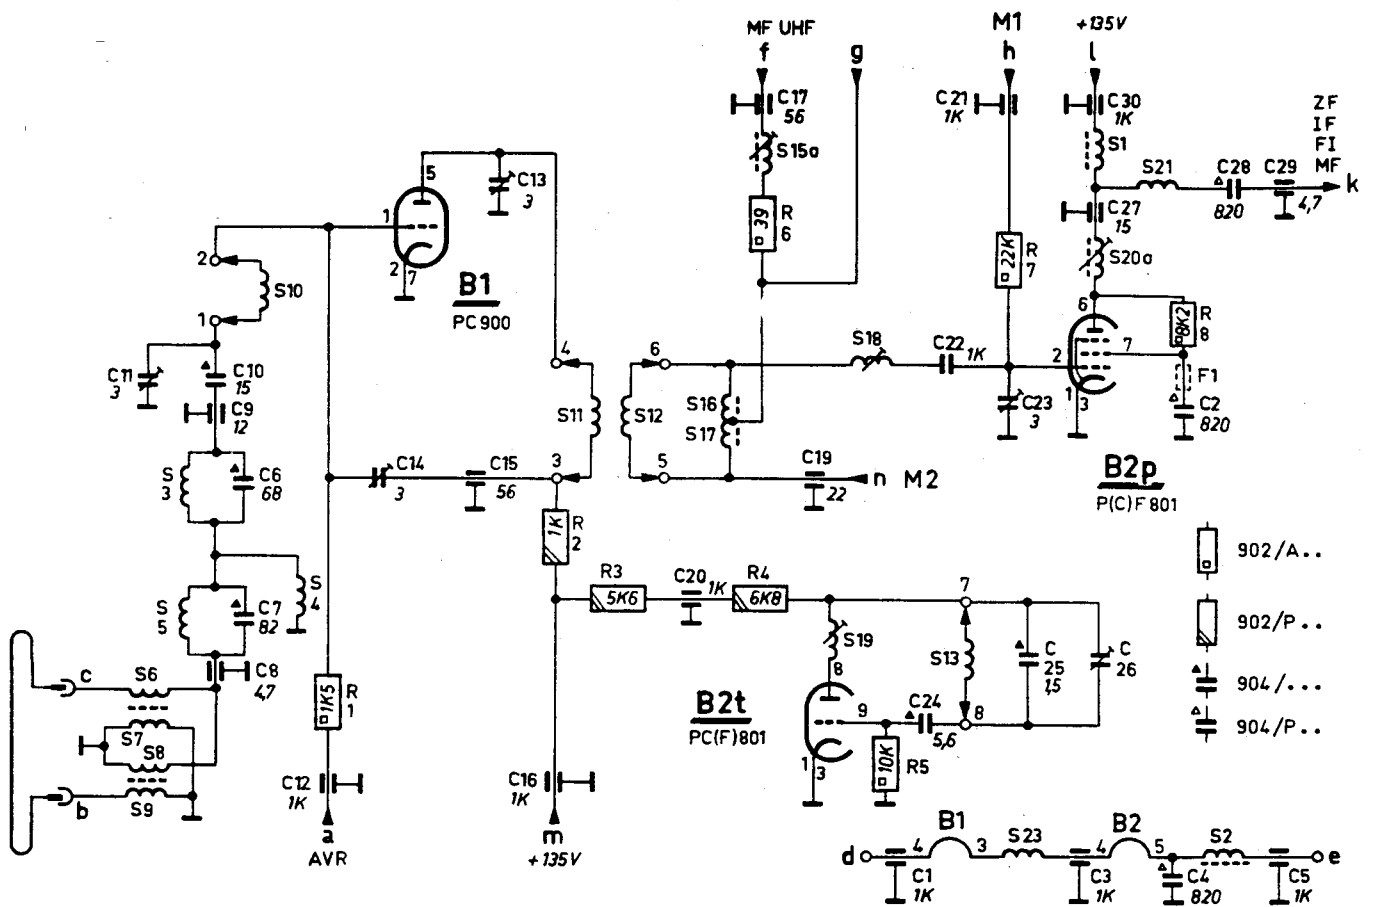 MF UHF
f
g
M1
h
+135V
l
C17
56
C21
1K
C30
1K
ZF
IF
FI
MF
k
S15a
S1
S21
C28
820
C29
4,7
5
C13
3
39
R
6
C27
15
1
2
7
B1
PC900
22K
R
7
S20a
2
S10
1
6
8K2
R
8
C11
3
C10
15
C9
12
4
6
S18
C22
1K
2
7
F1
S11
S12
S16
S17
C23
3
1
3
C2
820
S
3
C6
68
C14
3
C15
56
3
5
C19
22
n M2
B2p
P(C)F801
1K
R
2
902/A..
S
4
R3
5K6
C20
1K
R4
6K8
7
902/P..
S
5
C7
82
S19
S13
C
25
1,5
C
26
904/...
904/P..
c
S6
C8
4,7
S7
S8
S9
b
1K5
R
1
8
B2t
PC(F)801
9
C24
5,6
8
1
3
10K
R5
C12
1K
a
AVR
C16
1K
m
+135V
d
4
B1
3
S23
4
B2
5
S2
e
C1
1K
C3
1K
C4
820
C5
1K